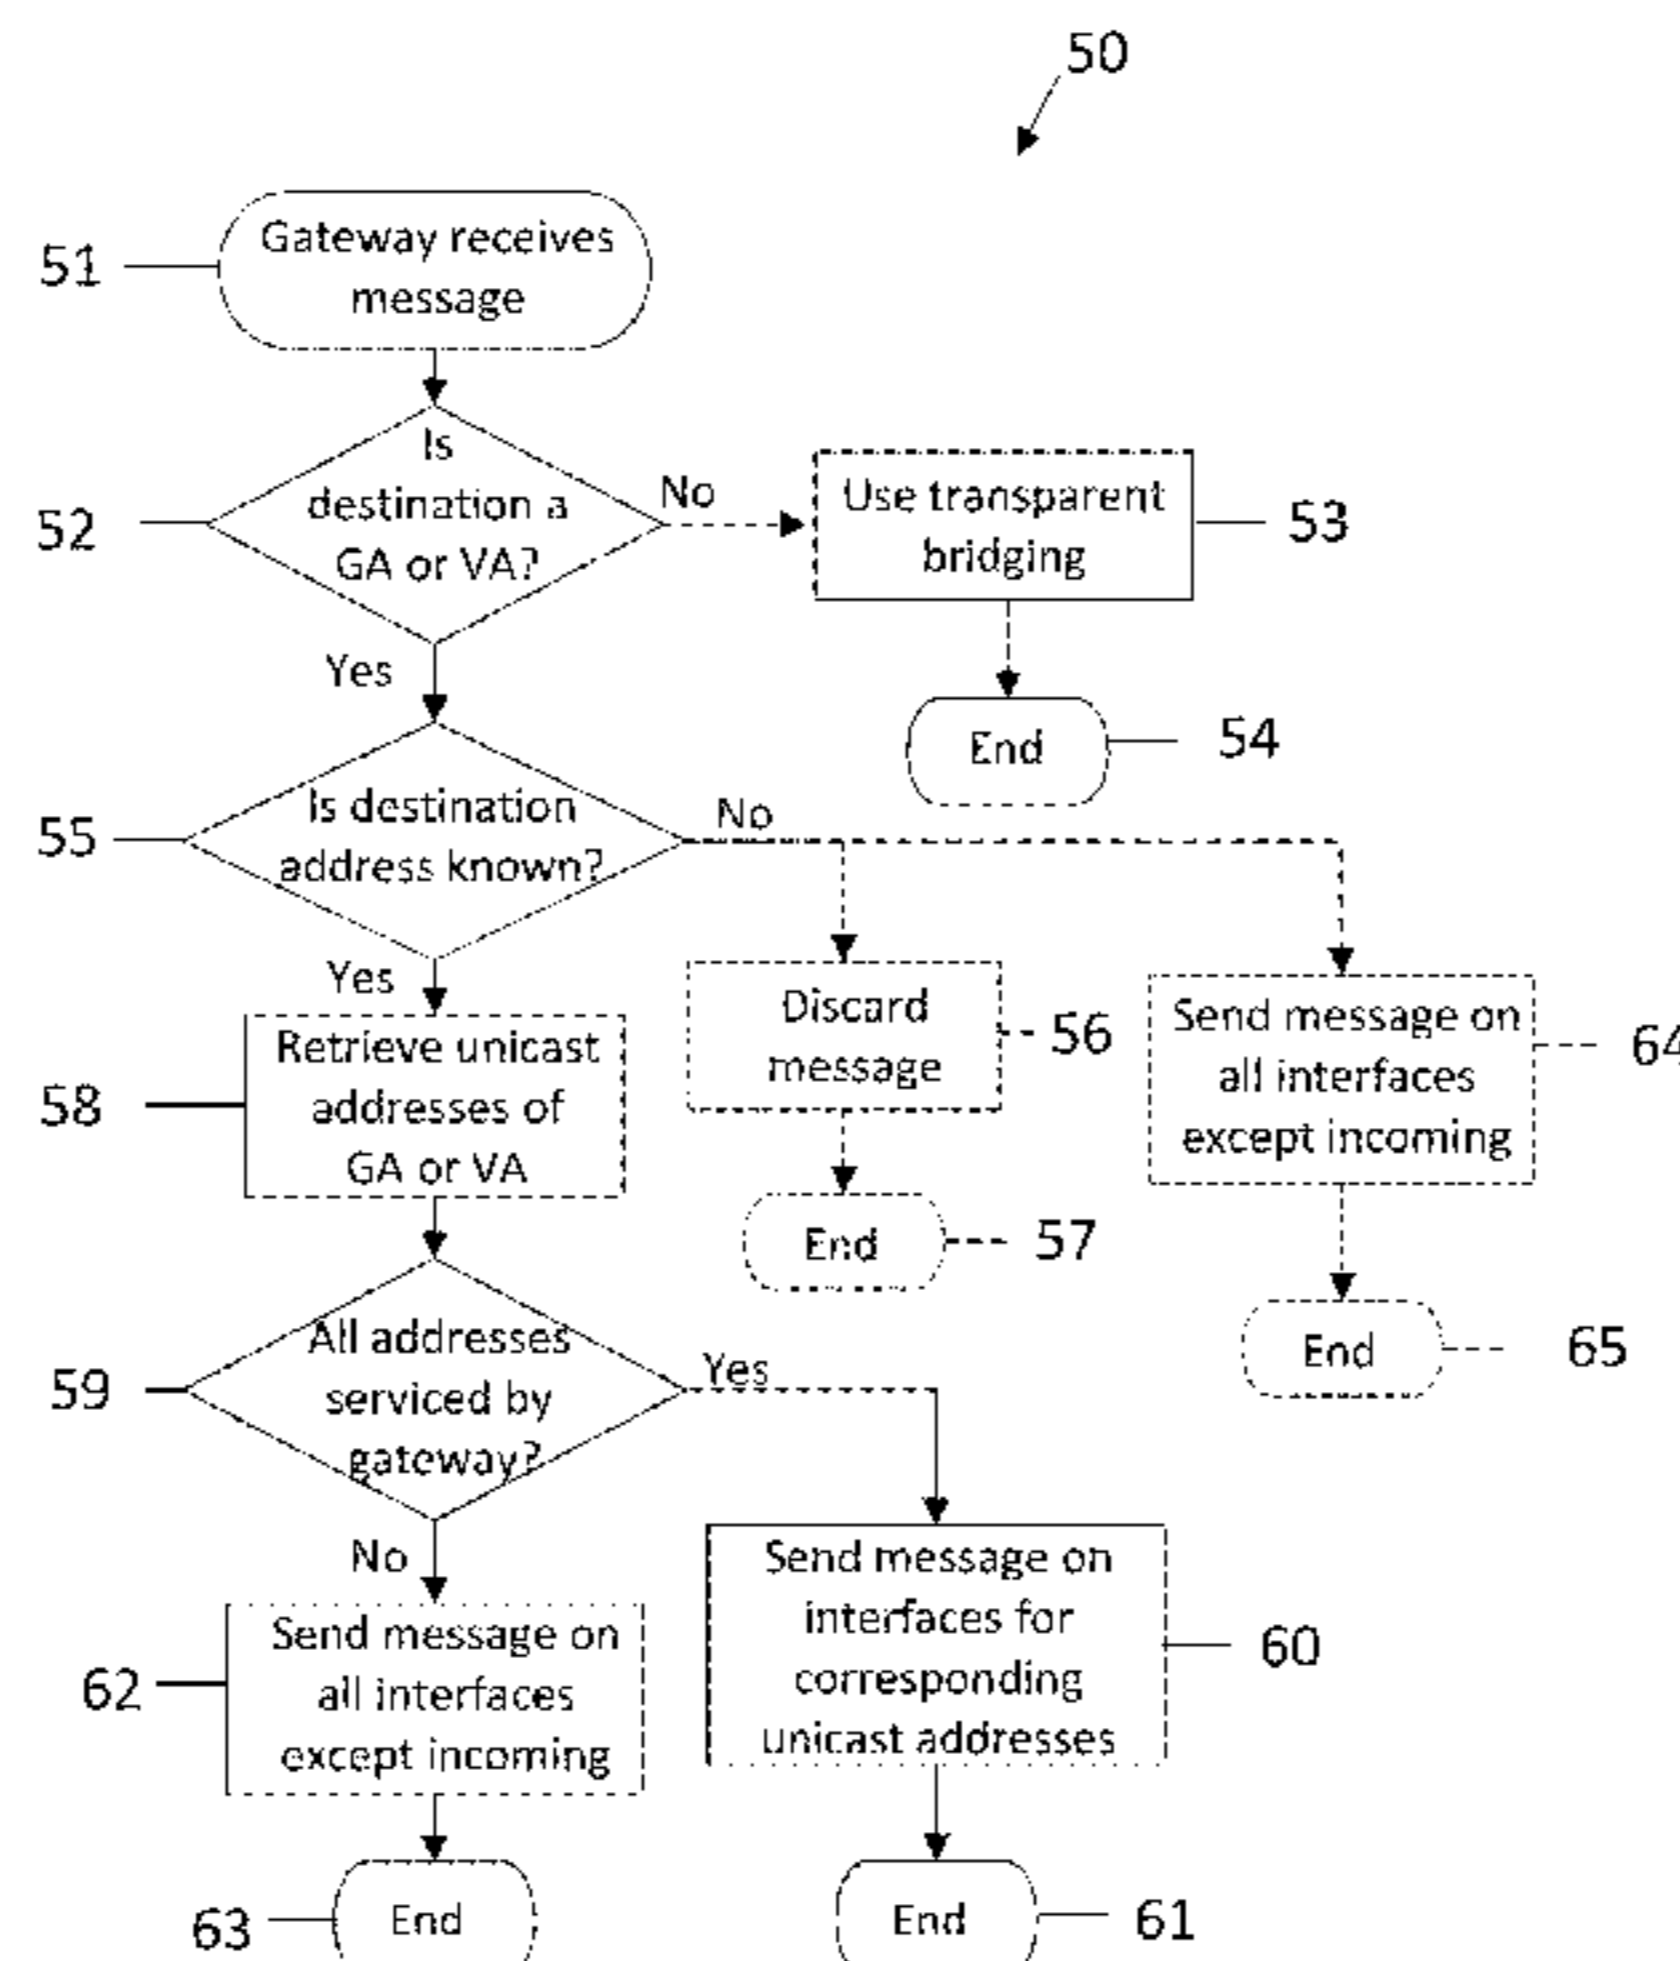 50
51
Gateway receives
message
52
Is
destination a
GA or VA?
No
Use transparent
bridging
53
Yes
End
54
55
Is destination
address known?
No
Yes
58
Retrieve unicast
addresses of
GA or VA
Discard
message
56
Send message on
all interfaces
except incoming
64
End
57
End
65
59
All addresses
serviced by
gateway?
Yes
No
62
Send message on
all interfaces
except incoming
Send message on
interfaces for
corresponding
unicast addresses
60
63
End
End
61